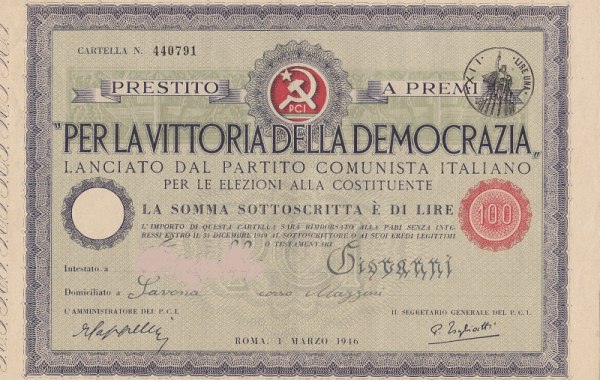 CARTELLA N. 440791
PRESTITO A PREMI
PCI
LIRE UNA
"PER LA VITTORIA DELLA DEMOCRAZIA„
LANCIATO DAL PARTITO COMUNISTA ITALIANO
PER LE ELEZIONI ALLA COSTITUENTE
LA SOMMA SOTTOSCRITTA È DI LIRE 100
L'IMPORTO DI QUESTA CARTELLA SARÀ RIMBORSATO ALLA PARI SENZA INTE-
RESSI ENTRO IL 31 DICEMBRE 1949 AL SOTTOSCRITTORE O AI SUOI EREDI LEGITTIMI
O TESTAMENTARI
Intestato a Giovanni
Domiciliato a Savona corso Mazzini
L'AMMINISTRATORE DEL P.C.I. IL SEGRETARIO GENERALE DEL P.C.I.
P. Togliatti
ROMA, 1 MARZO 1946